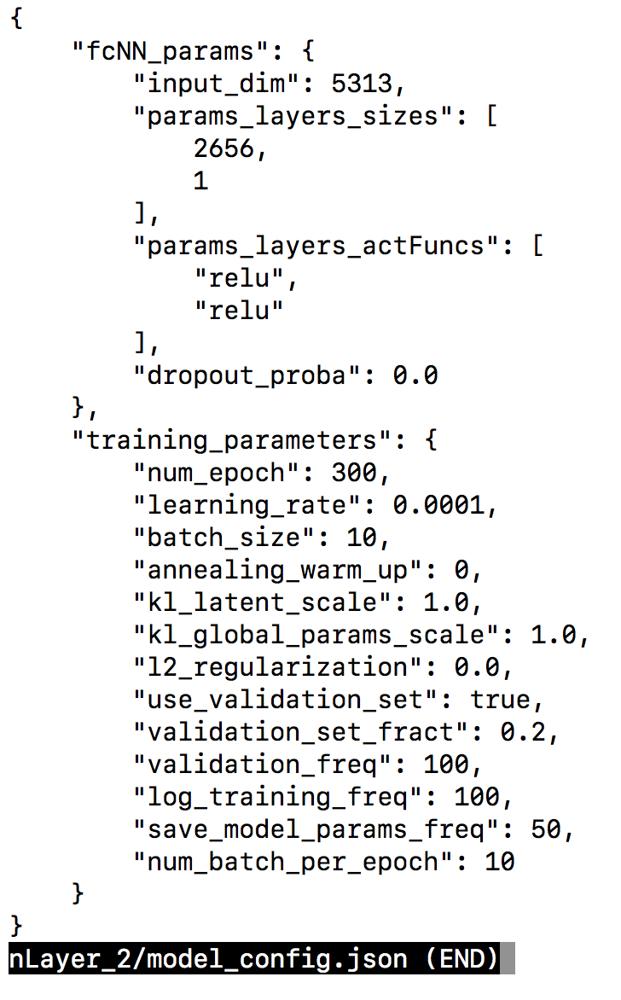 {
    "fcNN_params": {
        "input_dim": 5313,
        "params_layers_sizes": [
            2656,
            1
        ],
        "params_layers_actFuncs": [
            "relu",
            "relu"
        ],
        "dropout_proba": 0.0
    },
    "training_parameters": {
        "num_epoch": 300,
        "learning_rate": 0.0001,
        "batch_size": 10,
        "annealing_warm_up": 0,
        "kl_latent_scale": 1.0,
        "kl_global_params_scale": 1.0,
        "l2_regularization": 0.0,
        "use_validation_set": true,
        "validation_set_fract": 0.2,
        "validation_freq": 100,
        "log_training_freq": 100,
        "save_model_params_freq": 50,
        "num_batch_per_epoch": 10
    }
}
nLayer_2/model_config.json (END)